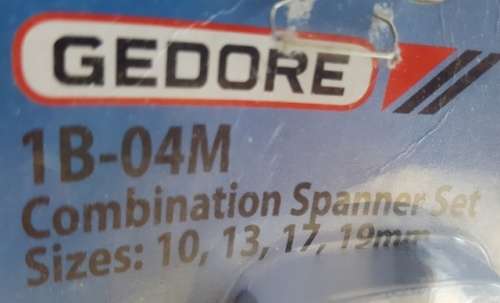 GEDORE
1B-04M
Combination Spanner Set
Sizes: 10, 13, 17, 19mm